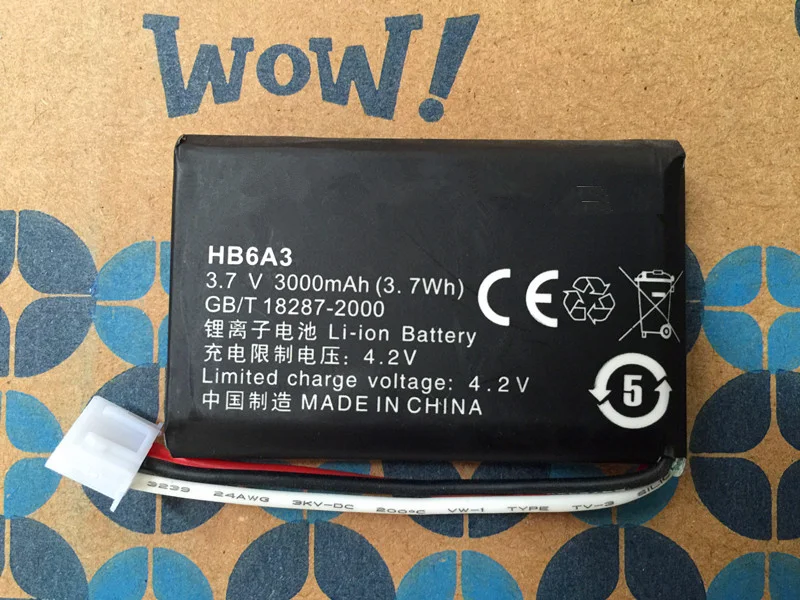 WOW!
HB6A3
3.7 V 3000mAh (3.7Wh)
GB/T 18287-2000
锂离子电池 Li-ion Battery
充电限制电压: 4.2V
Limited charge voltage: 4.2V
中国制造 MADE IN CHINA
CE
5
3239 24AWG 3KV-DC 200°C VW-1 TYPE TV-3